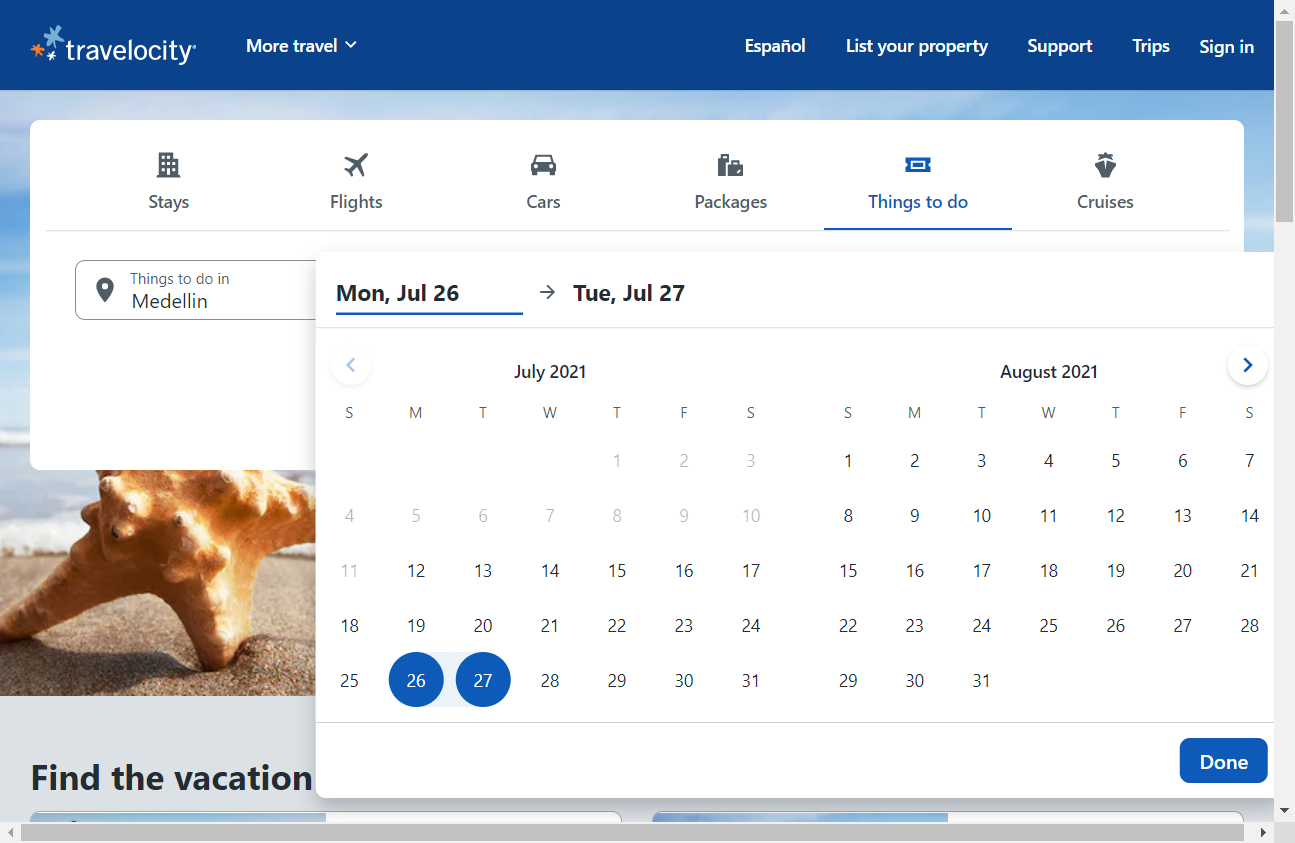 travelocity
More travel
Español
List your property
Support
Trips
Sign in
Stays
Flights
Cars
Packages
Things to do
Cruises
Things to do in
Medellin
Mon, Jul 26
Tue, Jul 27
July 2021
S M T W T F S
1 2 3
4 5 6 7 8 9 10
11 12 13 14 15 16 17
18 19 20 21 22 23 24
25 26 27 28 29 30 31
August 2021
S M T W T F S
1 2 3 4 5 6 7
8 9 10 11 12 13 14
15 16 17 18 19 20 21
22 23 24 25 26 27 28
29 30 31
Done
Find the vacation